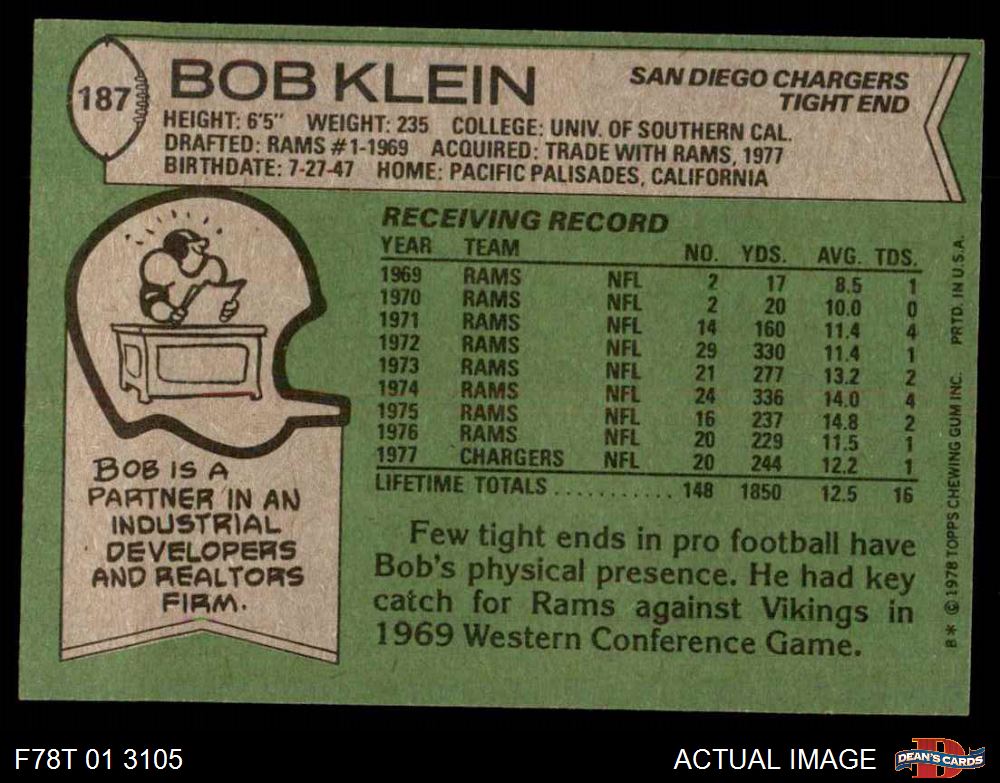 187
BOB KLEIN
SAN DIEGO CHARGERS
TIGHT END
HEIGHT: 6'5" WEIGHT: 235 COLLEGE: UNIV. OF SOUTHERN CAL.
DRAFTED: RAMS #1-1969 ACQUIRED: TRADE WITH RAMS, 1977
BIRTHDATE: 7-27-47 HOME: PACIFIC PALISADES, CALIFORNIA
RECEIVING RECORD
YEAR TEAM NO. YDS. AVG. TDS.
1969 RAMS NFL 2 17 8.5 1
1970 RAMS NFL 2 20 10.0 0
1971 RAMS NFL 14 160 11.4 4
1972 RAMS NFL 29 330 11.4 1
1973 RAMS NFL 21 277 13.2 2
1974 RAMS NFL 24 336 14.0 4
1975 RAMS NFL 16 237 14.8 2
1976 RAMS NFL 20 229 11.5 1
1977 CHARGERS NFL 20 244 12.2 1
LIFETIME TOTALS ........... 148 1850 12.5 16
BOB IS A
PARTNER IN AN
INDUSTRIAL
DEVELOPERS
AND REALTORS
FIRM.
Few tight ends in pro football have
Bob's physical presence. He had key
catch for Rams against Vikings in
1969 Western Conference Game.
B* © 1978 TOPPS CHEWING GUM INC. PRTD. IN U.S.A.
F78T 01 3105
ACTUAL IMAGE
D
DEAN'S CARDS